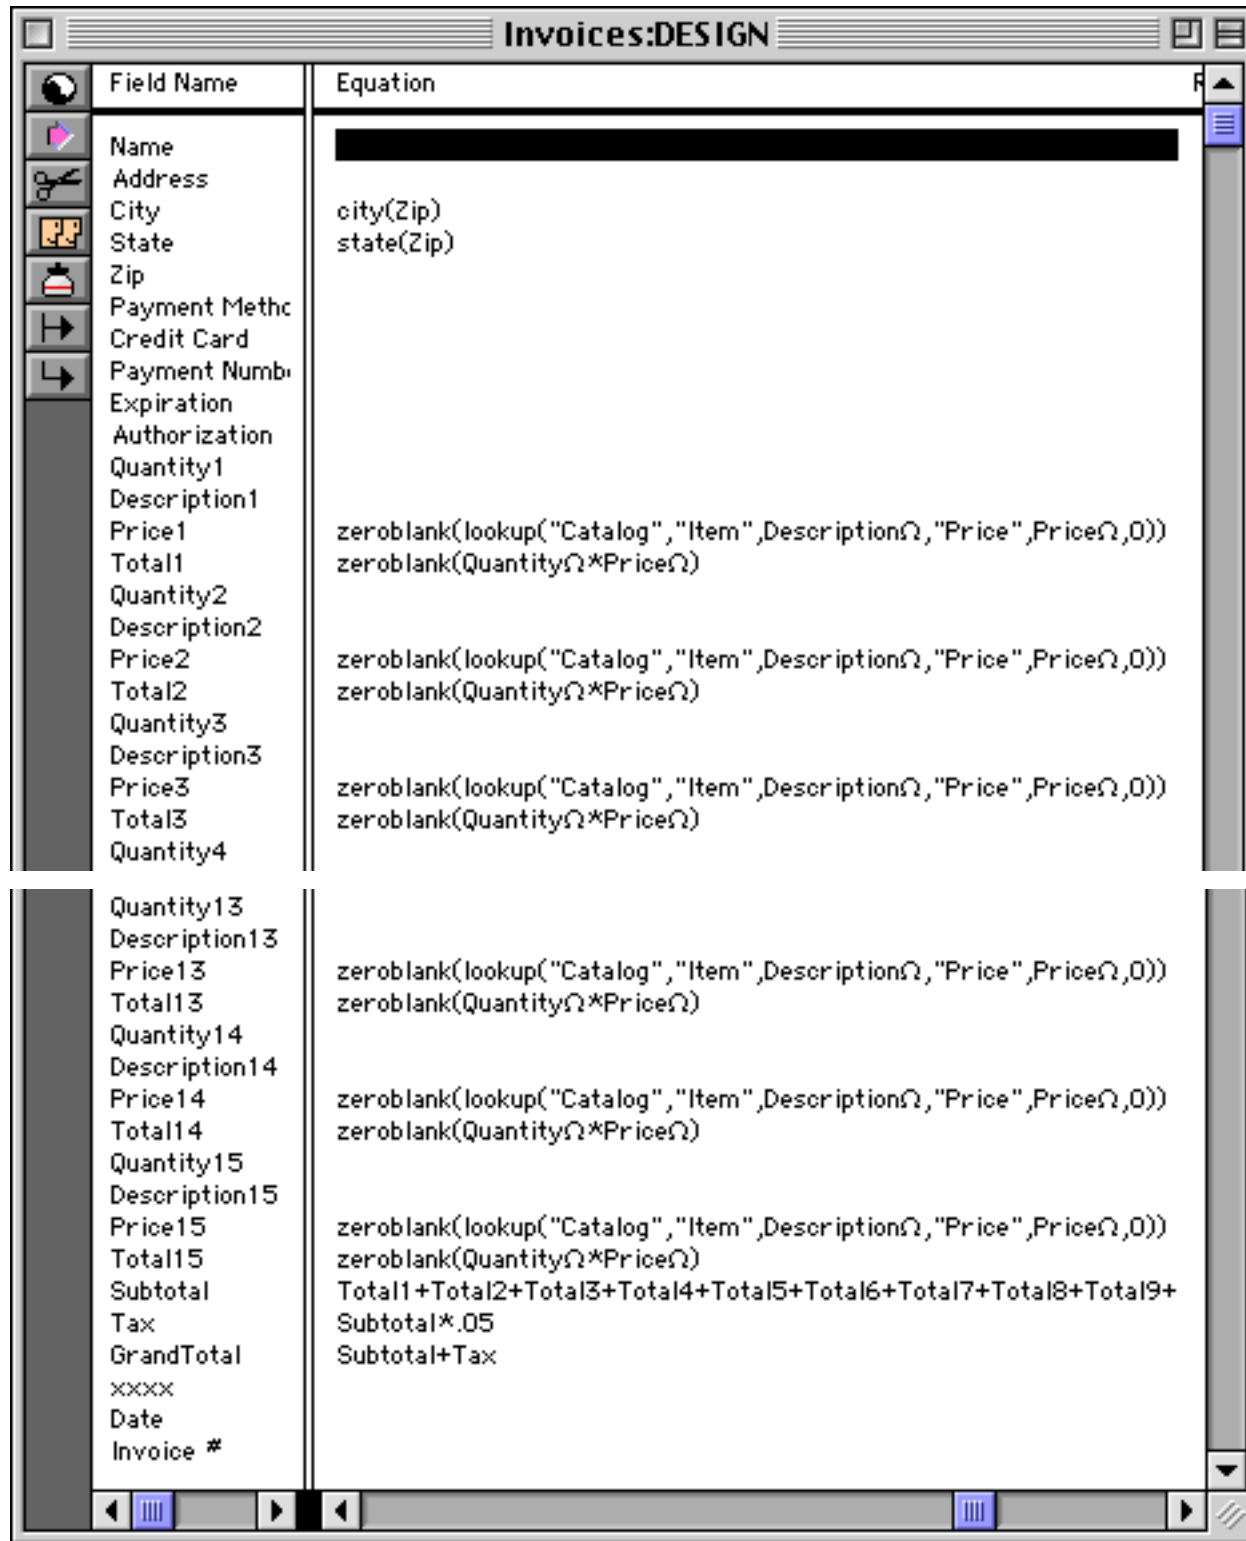 Invoices:DESIGN
Field Name Equation R
Name
Address
City city(Zip)
State state(Zip)
Zip
Payment Metho
Credit Card
Payment Numb
Expiration
Authorization
Quantity1
Description1
Price1 zeroblank(lookup("Catalog","Item",DescriptionΩ,"Price",PriceΩ,0))
Total1 zeroblank(QuantityΩ*PriceΩ)
Quantity2
Description2
Price2 zeroblank(lookup("Catalog","Item",DescriptionΩ,"Price",PriceΩ,0))
Total2 zeroblank(QuantityΩ*PriceΩ)
Quantity3
Description3
Price3 zeroblank(lookup("Catalog","Item",DescriptionΩ,"Price",PriceΩ,0))
Total3 zeroblank(QuantityΩ*PriceΩ)
Quantity4
Quantity13
Description13
Price13 zeroblank(lookup("Catalog","Item",DescriptionΩ,"Price",PriceΩ,0))
Total13 zeroblank(QuantityΩ*PriceΩ)
Quantity14
Description14
Price14 zeroblank(lookup("Catalog","Item",DescriptionΩ,"Price",PriceΩ,0))
Total14 zeroblank(QuantityΩ*PriceΩ)
Quantity15
Description15
Price15 zeroblank(lookup("Catalog","Item",DescriptionΩ,"Price",PriceΩ,0))
Total15 zeroblank(QuantityΩ*PriceΩ)
Subtotal Total1+Total2+Total3+Total4+Total5+Total6+Total7+Total8+Total9+
Tax Subtotal*.05
GrandTotal Subtotal+Tax
xxxx
Date
Invoice #